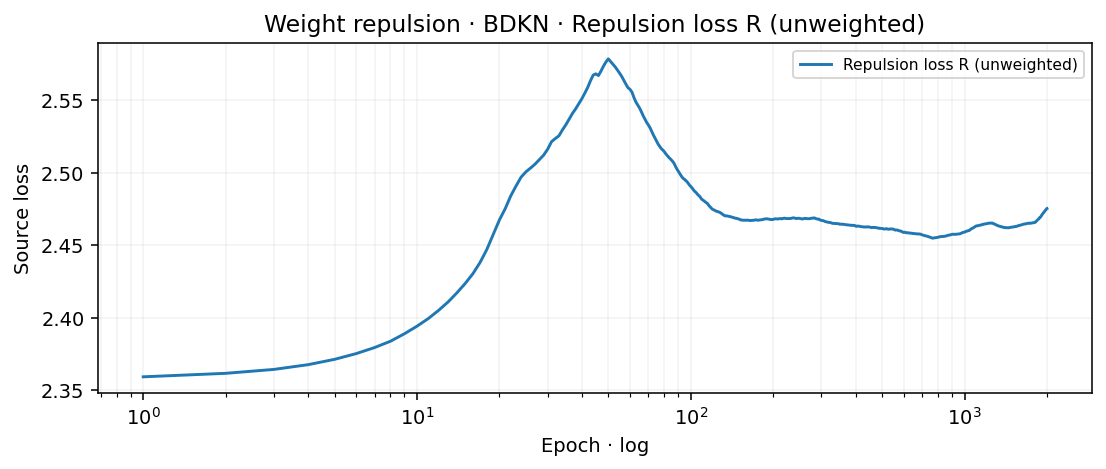 Weight repulsion · BDKN · Repulsion loss R (unweighted)
Repulsion loss R (unweighted)
Source loss
2.55
2.50
2.45
2.40
2.35
10⁰
10¹
10²
10³
Epoch · log